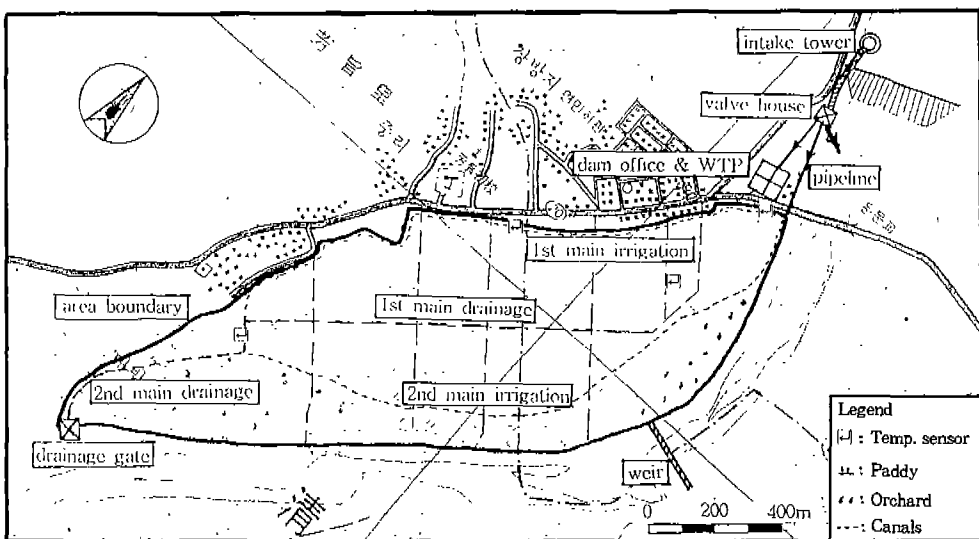 intake tower
valve house
dam office & WTP
pipeline
1st main irrigation
area boundary
1st main drainage
2nd main drainage
2nd main irrigation
drainage gate
weir
0 200 400m
Legend
: Temp. sensor
: Paddy
: Orchard
: Canals